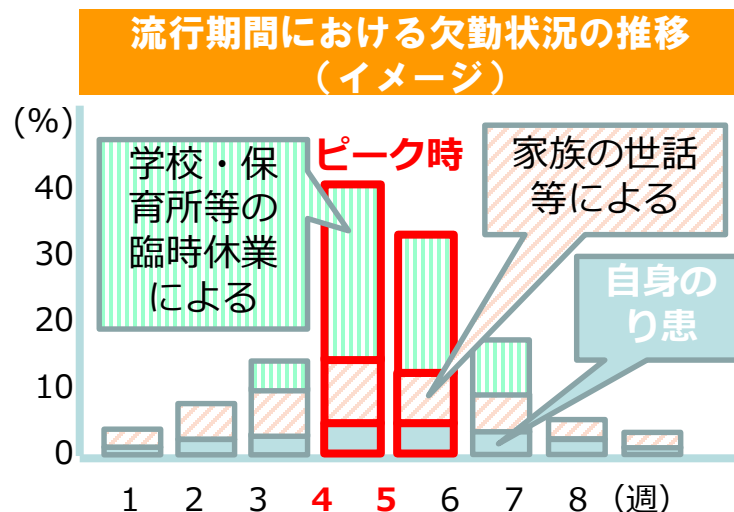 流行期間における欠勤状況の推移
（イメージ）
(%)
40
30
20
10
0
学校・保
育所等の
臨時休業
による
ピーク時
家族の世話
等による
自身の
り患
1 2 3 4 5 6 7 8 （週）